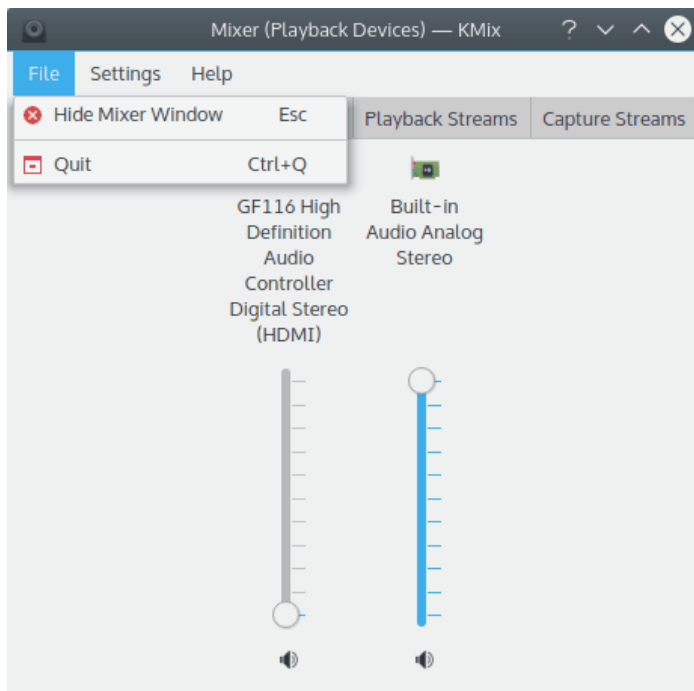 Mixer (Playback Devices) — KMix
File Settings Help
Hide Mixer Window Esc
Quit Ctrl+Q
Playback Streams Capture Streams
GF116 High
Definition
Audio
Controller
Digital Stereo
(HDMI)
Built-in
Audio Analog
Stereo